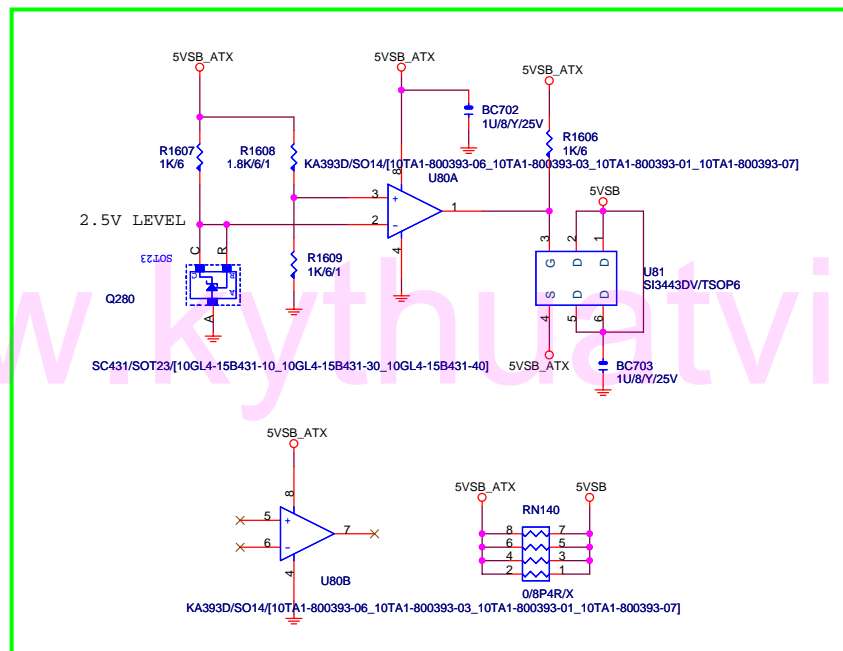 5VSB_ATX
5VSB_ATX
5VSB_ATX
BC702
1U/8/Y/25V
R1607
1K/6
R1608
1.8K/6/1
R1606
1K/6
KA393D/SO14/[10TA1-800393-06_10TA1-800393-03_10TA1-800393-01_10TA1-800393-07]
U80A
8
3
+
1
2
-
4
5VSB
2.5V LEVEL
C
R
SOT23
C
R
A
Q280
A
R1609
1K/6/1
3
2
1
G
D
D
S
D
D
4
5
6
U81
SI3443DV/TSOP6
5VSB_ATX
BC703
1U/8/Y/25V
SC431/SOT23/[10GL4-15B431-10_10GL4-15B431-30_10GL4-15B431-40]
w.kythuatvi
5VSB_ATX
8
5
+
7
6
-
4
U80B
KA393D/SO14/[10TA1-800393-06_10TA1-800393-03_10TA1-800393-01_10TA1-800393-07]
5VSB_ATX
5VSB
RN140
8
7
6
5
4
3
2
1
0/8P4R/X